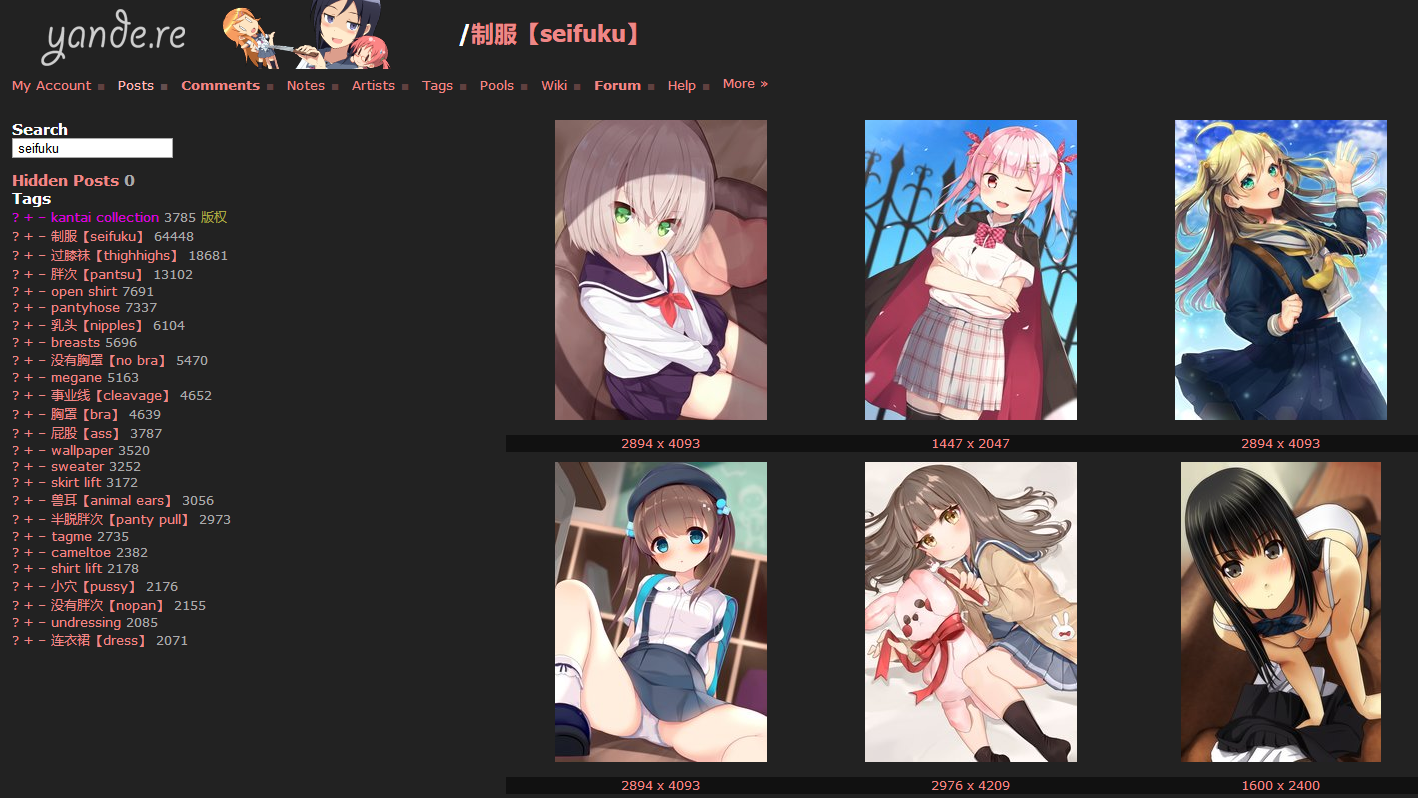 yande.re
/制服【seifuku】
My Account ▪ Posts ▪ Comments ▪ Notes ▪ Artists ▪ Tags ▪ Pools ▪ Wiki ▪ Forum ▪ Help ▪ More »
Search
seifuku
Hidden Posts 0
Tags
? + – kantai collection 3785 版权
? + – 制服【seifuku】 64448
? + – 过膝袜【thighhighs】 18681
? + – 胖次【pantsu】 13102
? + – open shirt 7691
? + – pantyhose 7337
? + – 乳头【nipples】 6104
? + – breasts 5696
? + – 没有胸罩【no bra】 5470
? + – megane 5163
? + – 事业线【cleavage】 4652
? + – 胸罩【bra】 4639
? + – 屁股【ass】 3787
? + – wallpaper 3520
? + – sweater 3252
? + – skirt lift 3172
? + – 兽耳【animal ears】 3056
? + – 半脱胖次【panty pull】 2973
? + – tagme 2735
? + – cameltoe 2382
? + – shirt lift 2178
? + – 小穴【pussy】 2176
? + – 没有胖次【nopan】 2155
? + – undressing 2085
? + – 连衣裙【dress】 2071
2894 x 4093
1447 x 2047
2894 x 4093
2894 x 4093
2976 x 4209
1600 x 2400